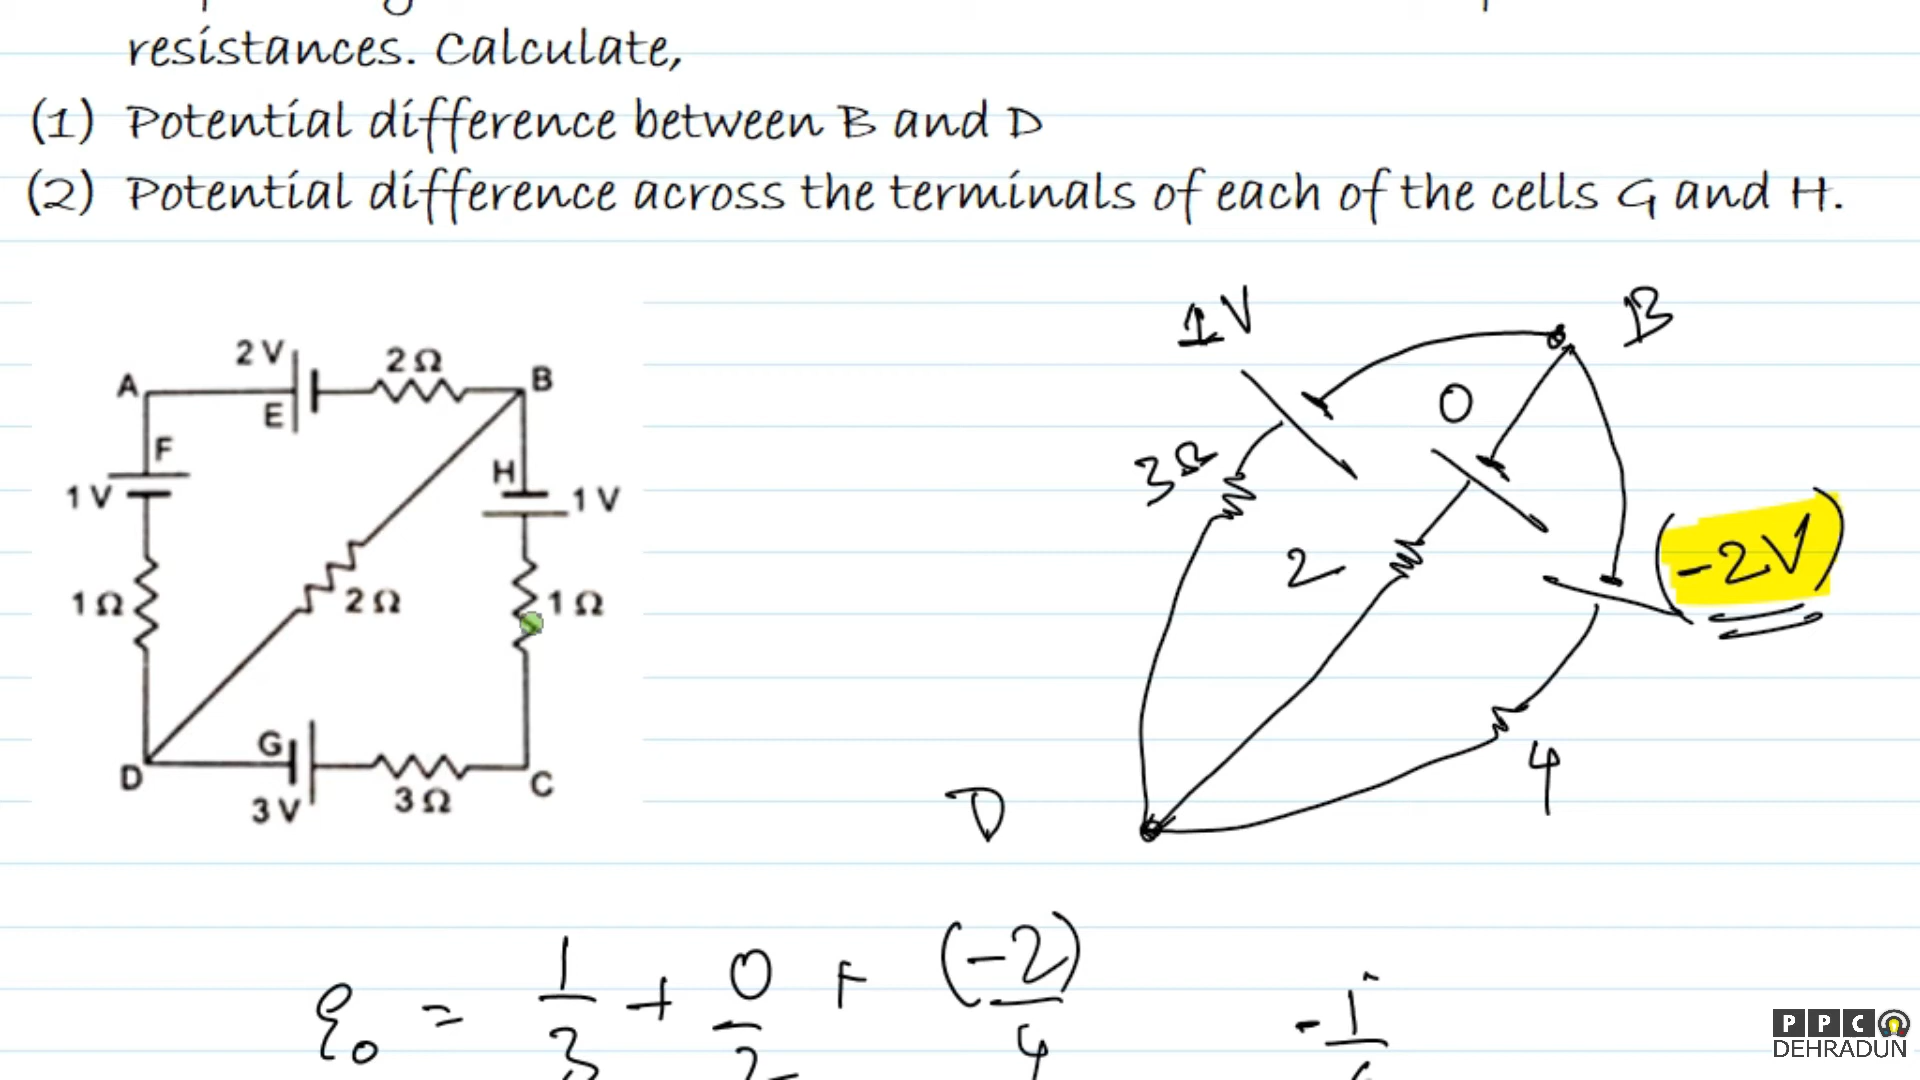 resistances. Calculate,
(1) Potential difference between B and D
(2) Potential difference across the terminals of each of the cells G and H.
2 V
2 Ω
A
B
E
F
H
1 V
1 V
1 Ω
2 Ω
1 Ω
G
D
C
3 V
3 Ω
1V
B
0
3Ω
2
(-2V)
4
D
ε₀ = 1/3 + 0/2 + (-2)/4
-1
PPC
DEHRADUN